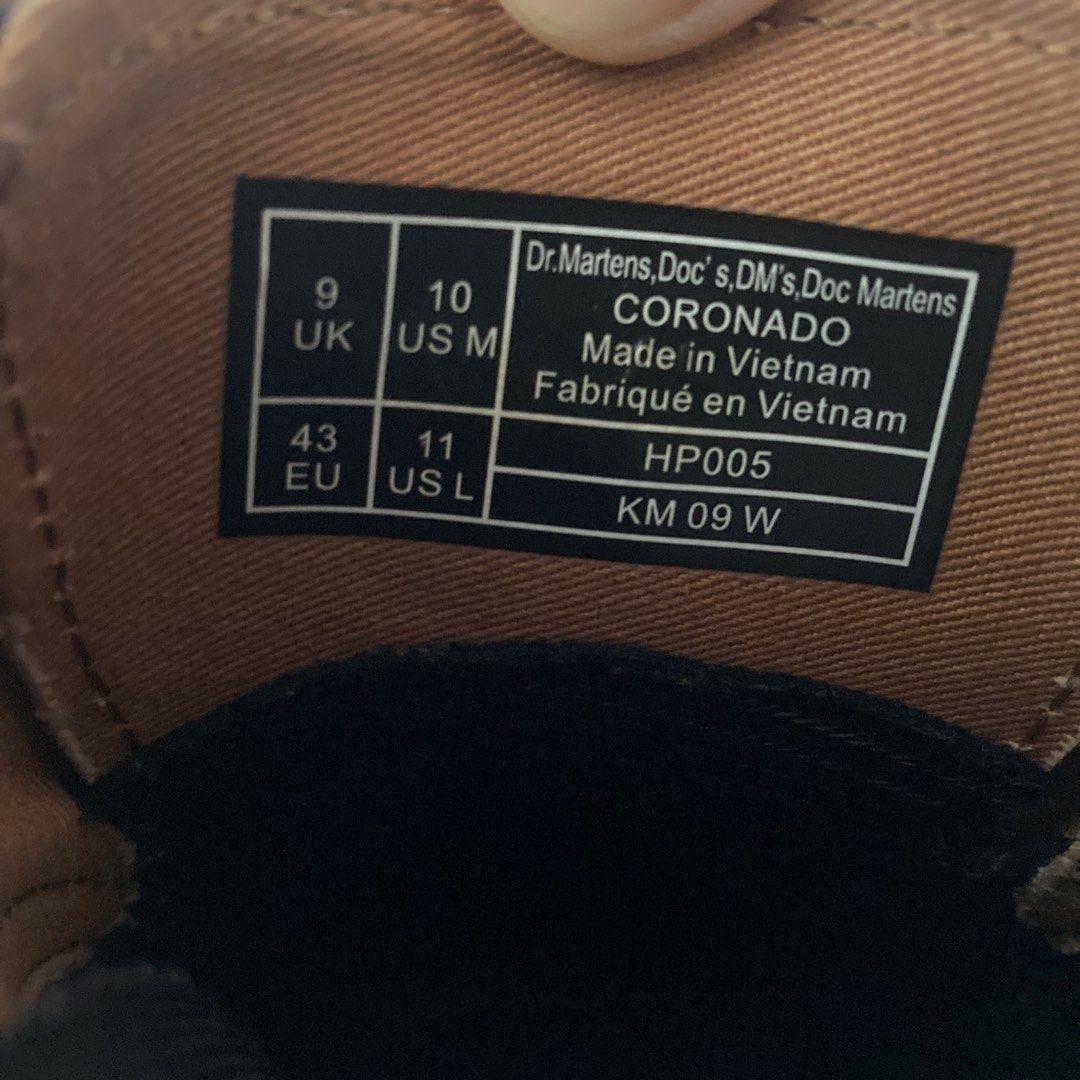 9
UK
10
US M
43
EU
11
US L
Dr.Martens,Doc's,DM's,Doc Martens
CORONADO
Made in Vietnam
Fabriqué en Vietnam
HP005
KM 09 W